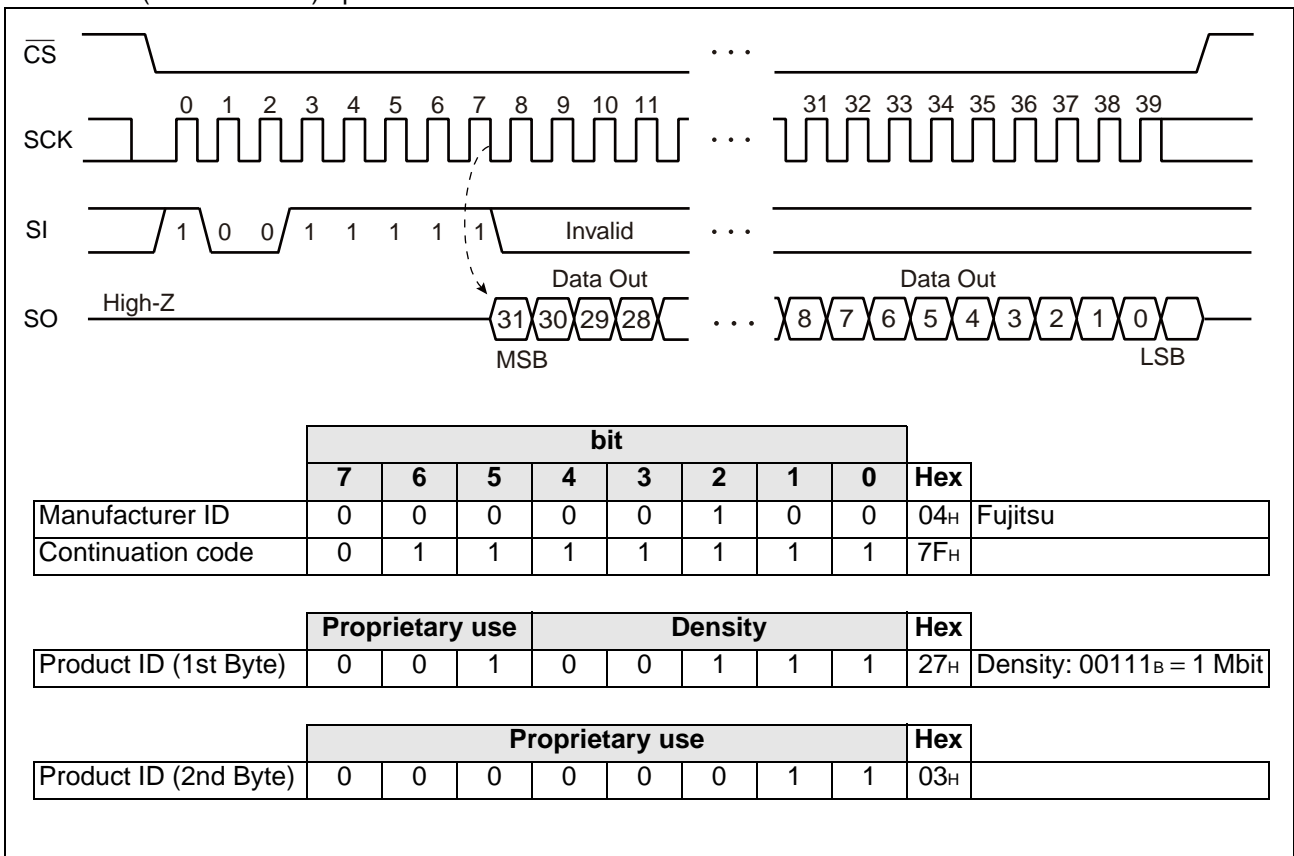 CS
0 1 2 3 4 5 6 7 8 9 10 11 31 32 33 34 35 36 37 38 39
SCK
SI 1 0 0 1 1 1 1 1 Invalid
Data Out Data Out
High-Z
SO 31 30 29 28 8 7 6 5 4 3 2 1 0
MSB LSB
bit
7 6 5 4 3 2 1 0 Hex
Manufacturer ID 0 0 0 0 0 1 0 0 04H Fujitsu
Continuation code 0 1 1 1 1 1 1 1 7FH
Proprietary use Density Hex
Product ID (1st Byte) 0 0 1 0 0 1 1 1 27H Density: 00111B = 1 Mbit
Proprietary use Hex
Product ID (2nd Byte) 0 0 0 0 0 0 1 1 03H